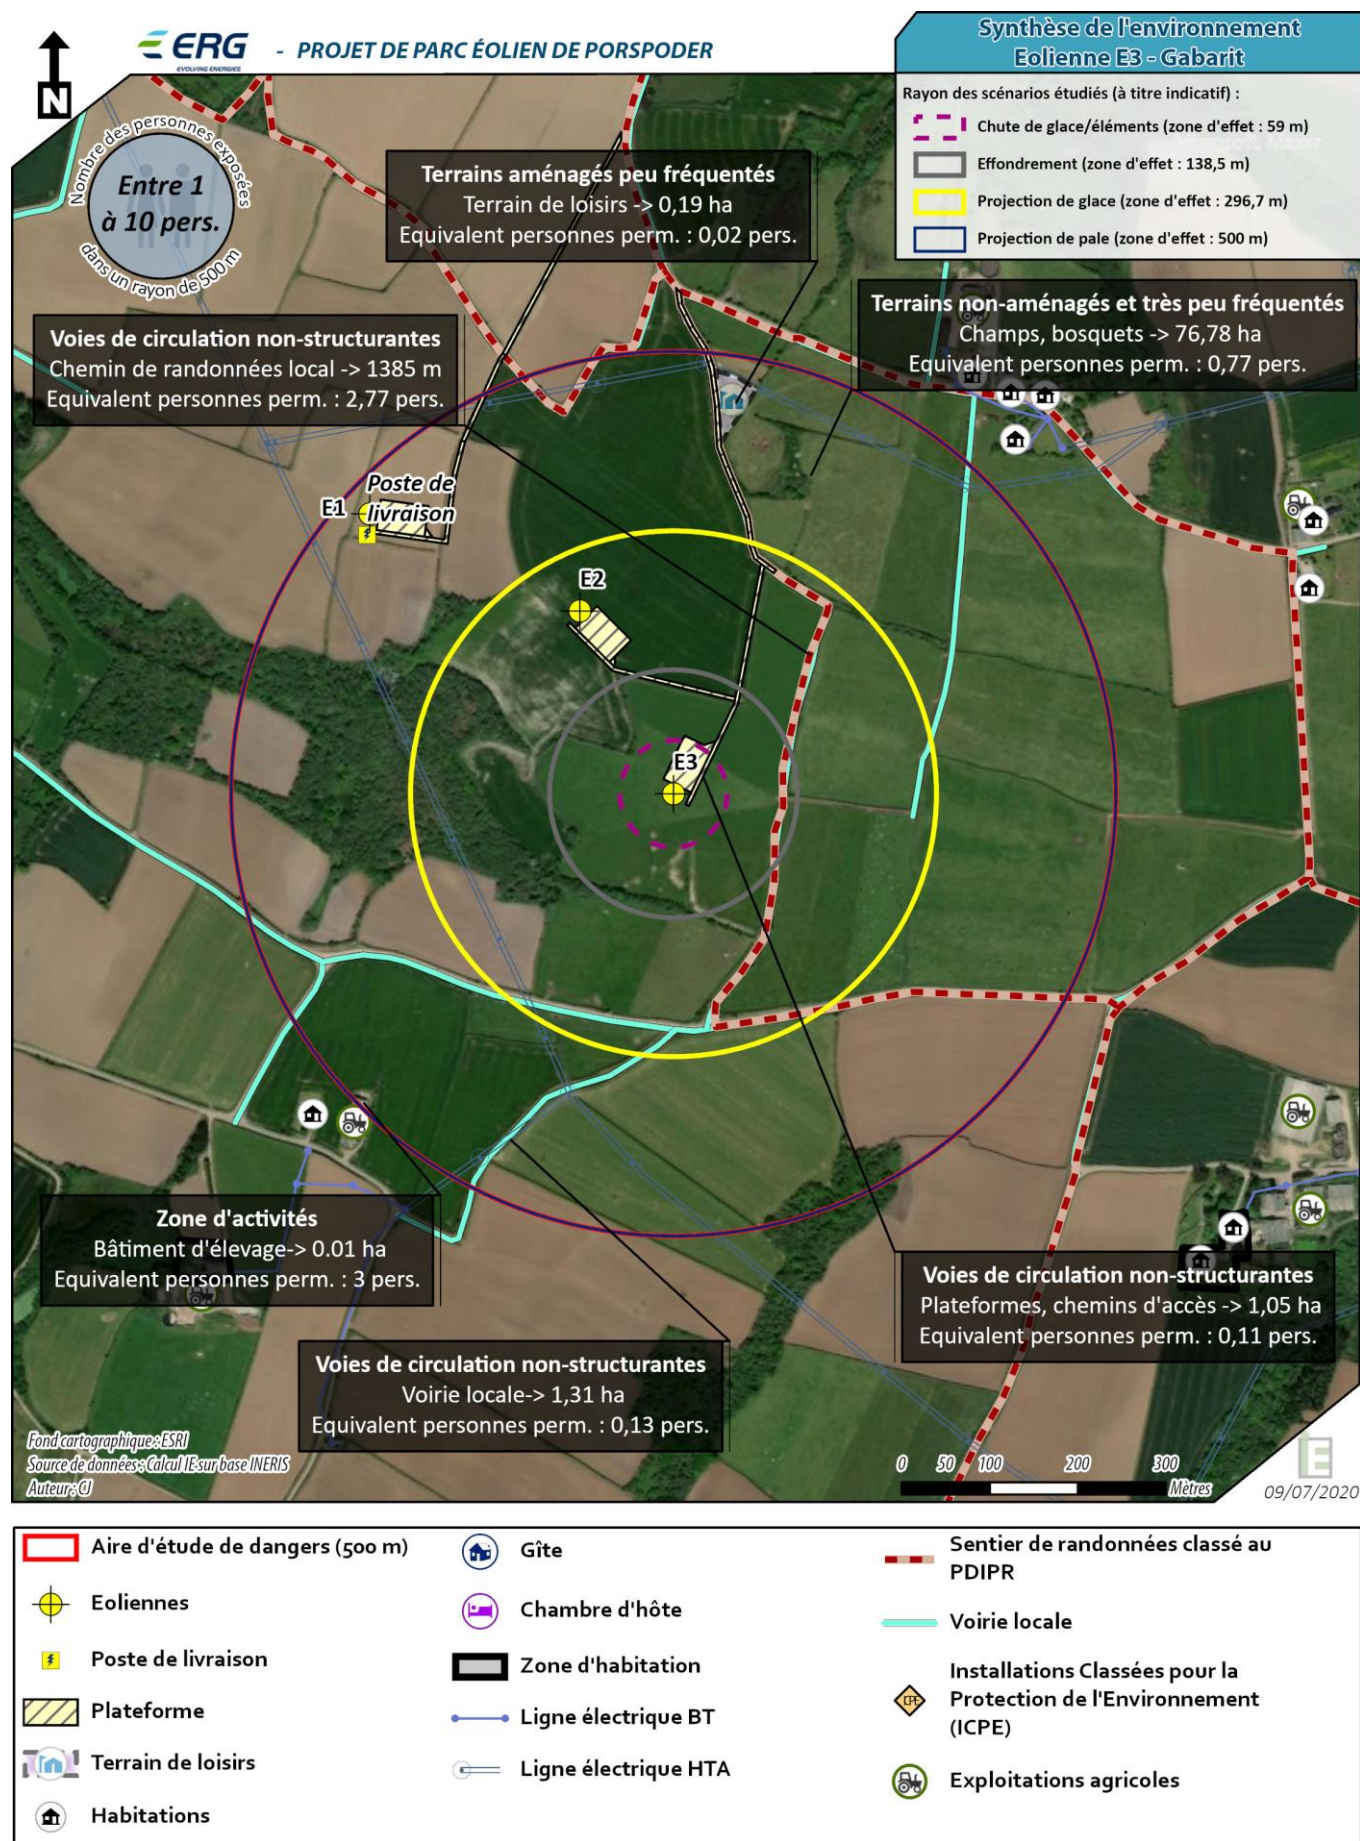 N
ERG
EVOLVING ENERGIES
- PROJET DE PARC ÉOLIEN DE PORSPODER
Synthèse de l'environnement
Eolienne E3 - Gabarit
Rayon des scénarios étudiés (à titre indicatif) :
Chute de glace/éléments (zone d'effet : 59 m)
Effondrement (zone d'effet : 138,5 m)
Projection de glace (zone d'effet : 296,7 m)
Projection de pale (zone d'effet : 500 m)
Nombre des personnes exposées
Entre 1
à 10 pers.
dans un rayon de 500 m
Terrains aménagés peu fréquentés
Terrain de loisirs -> 0,19 ha
Equivalent personnes perm. : 0,02 pers.
Terrains non-aménagés et très peu fréquentés
Champs, bosquets -> 76,78 ha
Equivalent personnes perm. : 0,77 pers.
Voies de circulation non-structurantes
Chemin de randonnées local -> 1385 m
Equivalent personnes perm. : 2,77 pers.
E1
Poste de
livraison
E2
E3
Zone d'activités
Bâtiment d'élevage-> 0.01 ha
Equivalent personnes perm. : 3 pers.
Voies de circulation non-structurantes
Plateformes, chemins d'accès -> 1,05 ha
Equivalent personnes perm. : 0,11 pers.
Voies de circulation non-structurantes
Voirie locale-> 1,31 ha
Equivalent personnes perm. : 0,13 pers.
Fond cartographique : ESRI
Source de données : Calcul IE sur base INERIS
Auteur : CJ
0 50 100 200 300
Mètres
09/07/2020
Aire d'étude de dangers (500 m)
Eoliennes
Poste de livraison
Plateforme
Terrain de loisirs
Habitations
Gîte
Chambre d'hôte
Zone d'habitation
Ligne électrique BT
Ligne électrique HTA
Sentier de randonnées classé au
PDIPR
Voirie locale
Installations Classées pour la
Protection de l'Environnement
(ICPE)
ICPE
Exploitations agricoles